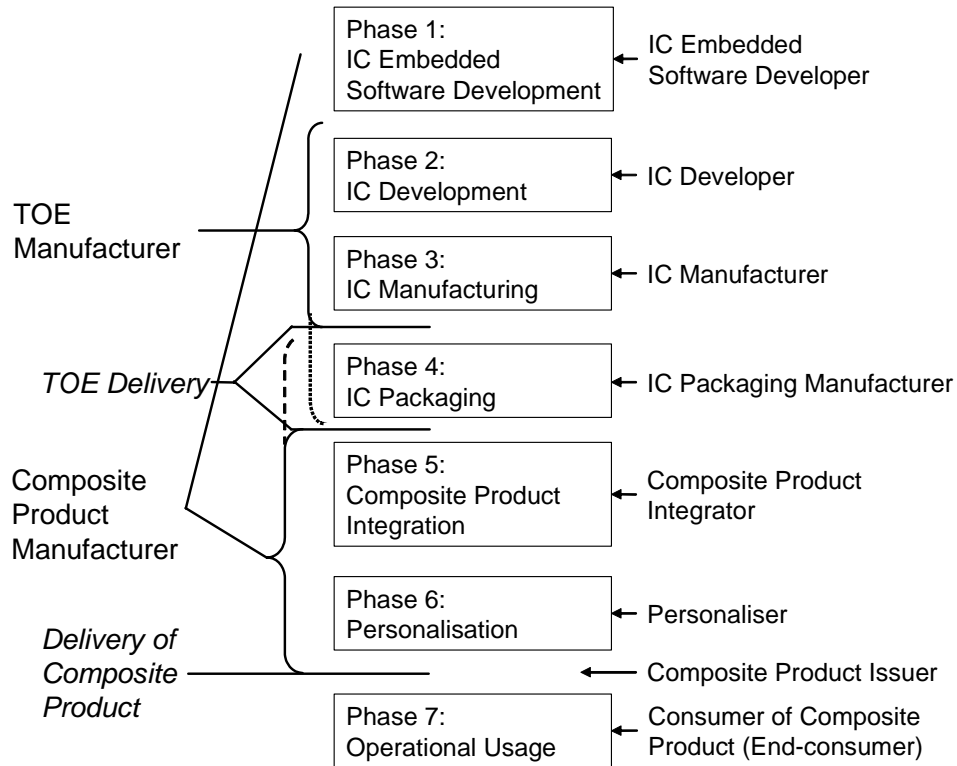 Phase 1:
IC Embedded
Software Development
IC Embedded
Software Developer
Phase 2:
IC Development
IC Developer
TOE
Manufacturer
Phase 3:
IC Manufacturing
IC Manufacturer
TOE Delivery
Phase 4:
IC Packaging
IC Packaging Manufacturer
Composite
Product
Manufacturer
Phase 5:
Composite Product
Integration
Composite Product
Integrator
Phase 6:
Personalisation
Personaliser
Delivery of
Composite
Product
Composite Product Issuer
Phase 7:
Operational Usage
Consumer of Composite
Product (End-consumer)